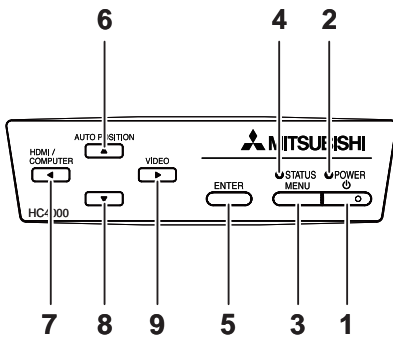 6 4 2
AUTO POSITION
MITSUBISHI
HDMI /
COMPUTER
VIDEO
ENTER
STATUS
MENU
POWER
HC4000
7 8 9 5 3 1